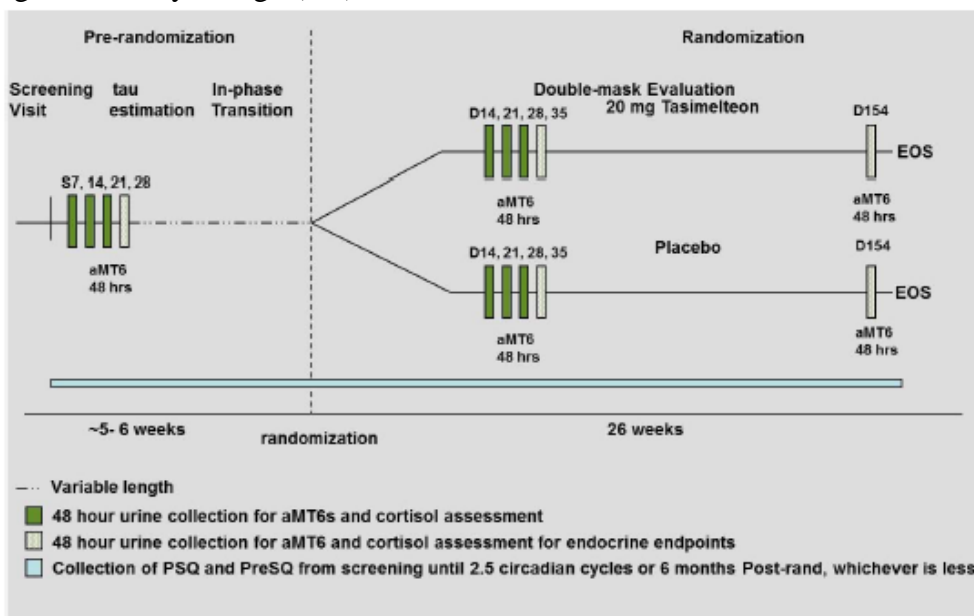 Pre-randomization
Randomization
Screening Visit
tau estimation
In-phase Transition
Double-mask Evaluation
20 mg Tasimelteon
S7, 14, 21, 28
aMT6
48 hrs
D14, 21, 28, 35
aMT6
48 hrs
D154
EOS
aMT6
48 hrs
Placebo
D14, 21, 28, 35
aMT6
48 hrs
D154
EOS
aMT6
48 hrs
~5- 6 weeks
randomization
26 weeks
Variable length
48 hour urine collection for aMT6s and cortisol assessment
48 hour urine collection for aMT6 and cortisol assessment for endocrine endpoints
Collection of PSQ and PreSQ from screening until 2.5 circadian cycles or 6 months Post-rand, whichever is less